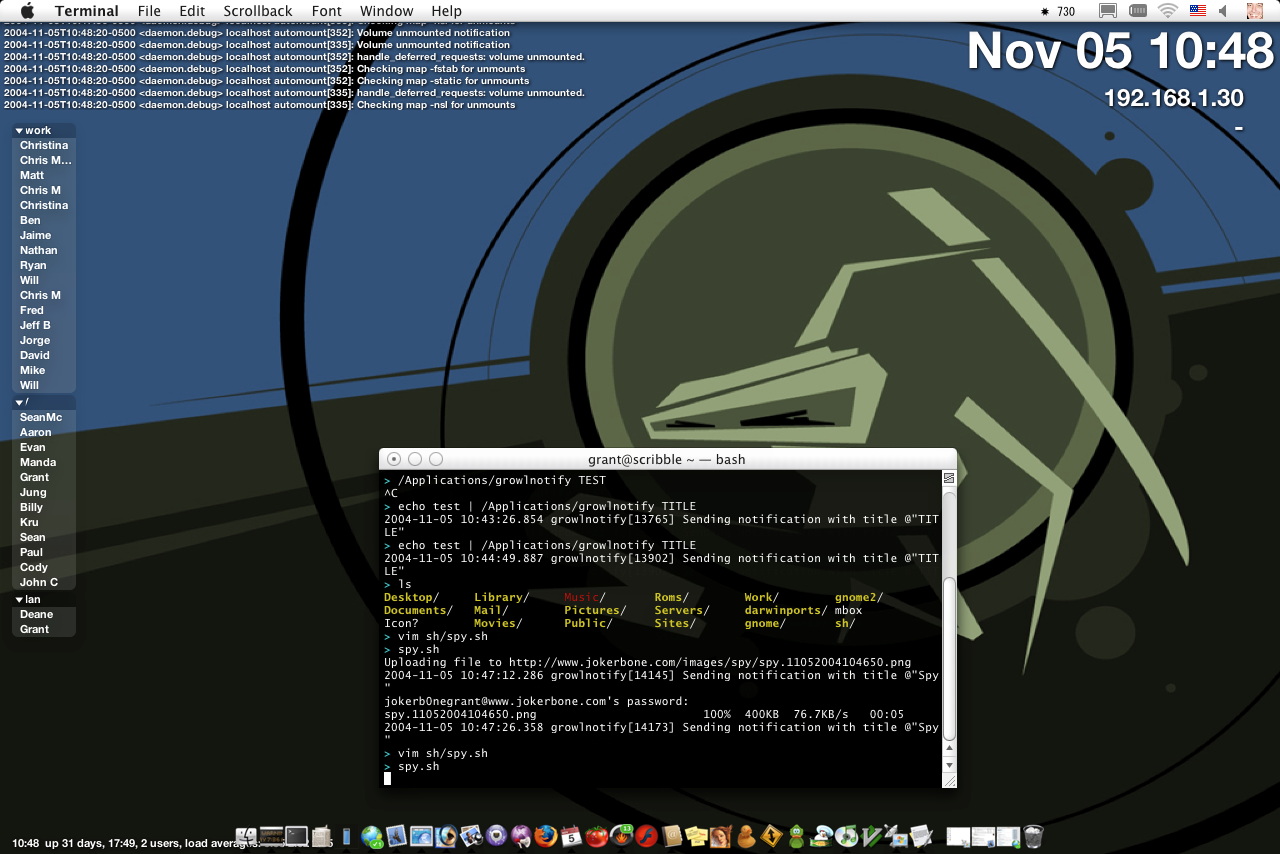 Terminal File Edit Scrollback Font Window Help 730
2004-11-05T10:48:20-0500 <daemon.debug> localhost automount[352]: Volume unmounted notification
2004-11-05T10:48:20-0500 <daemon.debug> localhost automount[335]: Volume unmounted notification
2004-11-05T10:48:20-0500 <daemon.debug> localhost automount[352]: handle_deferred_requests: volume unmounted.
2004-11-05T10:48:20-0500 <daemon.debug> localhost automount[352]: Checking map -fstab for unmounts
2004-11-05T10:48:20-0500 <daemon.debug> localhost automount[352]: Checking map -static for unmounts
2004-11-05T10:48:20-0500 <daemon.debug> localhost automount[335]: handle_deferred_requests: volume unmounted.
2004-11-05T10:48:20-0500 <daemon.debug> localhost automount[335]: Checking map -nsl for unmounts
Nov 05 10:48
192.168.1.30
-
work
Christina
Chris M...
Matt
Chris M
Christina
Ben
Jaime
Nathan
Ryan
Will
Chris M
Fred
Jeff B
Jorge
David
Mike
Will
/
SeanMc
Aaron
Evan
Manda
Grant
Jung
Billy
Kru
Sean
Paul
Cody
John C
lan
Deane
Grant
grant@scribble ~ — bash
> /Applications/growlnotify TEST
^C
> echo test | /Applications/growlnotify TITLE
2004-11-05 10:43:26.854 growlnotify[13765] Sending notification with title @"TIT
LE"
> echo test | /Applications/growlnotify TITLE
2004-11-05 10:44:49.887 growlnotify[13902] Sending notification with title @"TIT
LE"
> ls
Desktop/ Library/ Music/ Roms/ Work/ gnome2/
Documents/ Mail/ Pictures/ Servers/ darwinports/ mbox
Icon? Movies/ Public/ Sites/ gnome/ sh/
> vim sh/spy.sh
> spy.sh
Uploading file to http://www.jokerbone.com/images/spy/spy.11052004104650.png
2004-11-05 10:47:12.286 growlnotify[14145] Sending notification with title @"Spy
"
jokerb0negrant@www.jokerbone.com's password:
spy.11052004104650.png 100% 400KB 76.7KB/s 00:05
2004-11-05 10:47:26.358 growlnotify[14173] Sending notification with title @"Spy
"
> vim sh/spy.sh
> spy.sh
10:48 up 31 days, 17:49, 2 users, load averages: